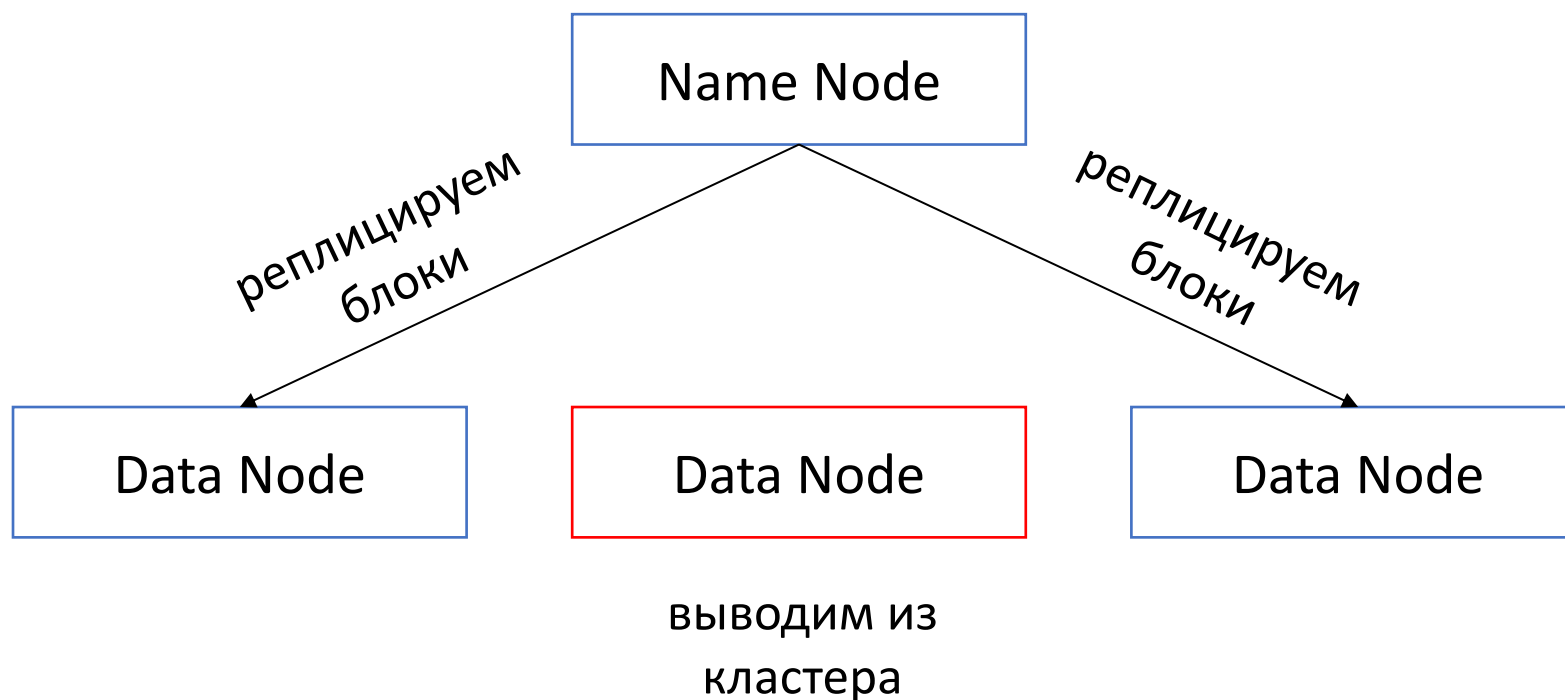 Name Node
реплицируем
блоки
реплицируем
блоки
Data Node
Data Node
Data Node
выводим из
кластера